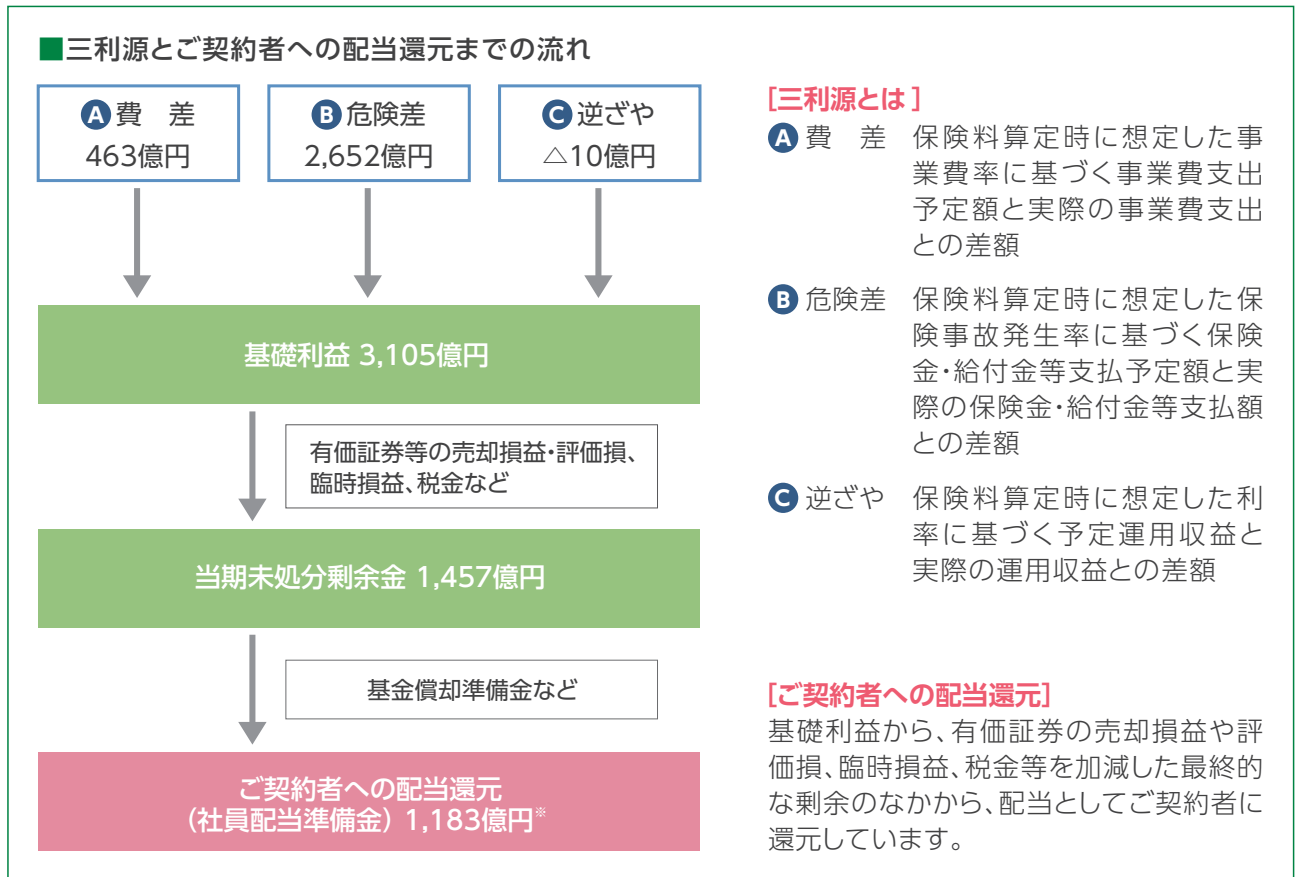 ■三利源とご契約者への配当還元までの流れ
A 費　差
463億円
B 危険差
2,652億円
C 逆ざや
△10億円
基礎利益 3,105億円
有価証券等の売却損益・評価損、
臨時損益、税金など
当期未処分剰余金 1,457億円
基金償却準備金など
ご契約者への配当還元
（社員配当準備金）1,183億円※
［三利源とは］
A 費　差　保険料算定時に想定した事
業費率に基づく事業費支出
予定額と実際の事業費支出
との差額
B 危険差　保険料算定時に想定した保
険事故発生率に基づく保険
金・給付金等支払予定額と実
際の保険金・給付金等支払額
との差額
C 逆ざや　保険料算定時に想定した利
率に基づく予定運用収益と
実際の運用収益との差額
［ご契約者への配当還元］
基礎利益から、有価証券の売却損益や評
価損、臨時損益、税金等を加減した最終的
な剰余のなかから、配当としてご契約者に
還元しています。